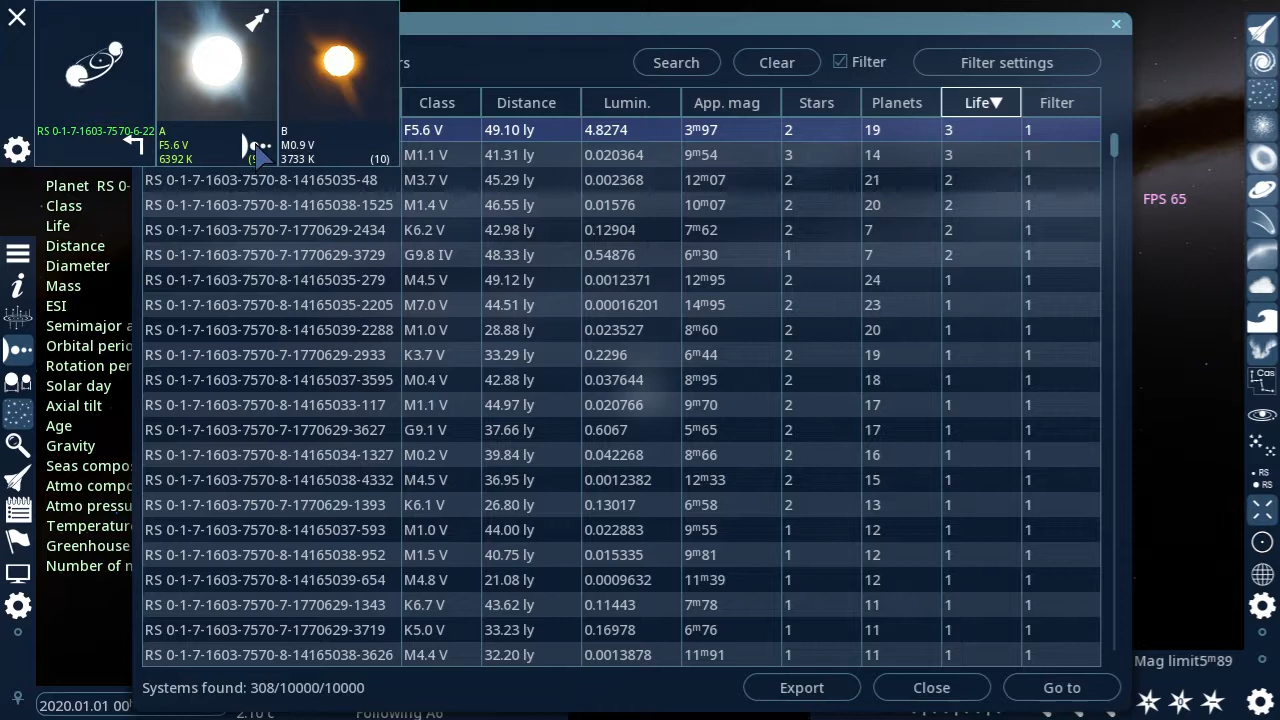 RS 0-1-7-1603-7570-6-22
A
F5.6 V
6392 K
B
M0.9 V
3733 K (10)
rs
Search
Clear
Filter
Filter settings
Class Distance Lumin. App. mag Stars Planets Life▼ Filter
F5.6 V 49.10 ly 4.8274 3ᵐ97 2 19 3 1
M1.1 V 41.31 ly 0.020364 9ᵐ54 3 14 3 1
RS 0-1-7-1603-7570-8-14165035-48 M3.7 V 45.29 ly 0.002368 12ᵐ07 2 21 2 1
RS 0-1-7-1603-7570-8-14165038-1525 M1.4 V 46.55 ly 0.01576 10ᵐ07 2 20 2 1
RS 0-1-7-1603-7570-7-1770629-2434 K6.2 V 42.98 ly 0.12904 7ᵐ62 2 7 2 1
RS 0-1-7-1603-7570-7-1770629-3729 G9.8 IV 48.33 ly 0.54876 6ᵐ30 1 7 2 1
RS 0-1-7-1603-7570-8-14165035-279 M4.5 V 49.12 ly 0.0012371 12ᵐ95 2 24 1 1
RS 0-1-7-1603-7570-8-14165035-2205 M7.0 V 44.51 ly 0.00016201 14ᵐ95 2 23 1 1
RS 0-1-7-1603-7570-8-14165039-2288 M1.0 V 28.88 ly 0.023527 8ᵐ60 2 20 1 1
RS 0-1-7-1603-7570-7-1770629-2933 K3.7 V 33.29 ly 0.2296 6ᵐ44 2 19 1 1
RS 0-1-7-1603-7570-8-14165037-3595 M0.4 V 42.88 ly 0.037644 8ᵐ95 2 18 1 1
RS 0-1-7-1603-7570-8-14165033-117 M1.1 V 44.97 ly 0.020766 9ᵐ70 2 17 1 1
RS 0-1-7-1603-7570-7-1770629-3627 G9.1 V 37.66 ly 0.6067 5ᵐ65 2 17 1 1
RS 0-1-7-1603-7570-8-14165034-1327 M0.2 V 39.84 ly 0.042268 8ᵐ66 2 16 1 1
RS 0-1-7-1603-7570-8-14165038-4332 M4.5 V 36.95 ly 0.0012382 12ᵐ33 2 15 1 1
RS 0-1-7-1603-7570-7-1770629-1393 K6.1 V 26.80 ly 0.13017 6ᵐ58 2 13 1 1
RS 0-1-7-1603-7570-8-14165037-593 M1.0 V 44.00 ly 0.022883 9ᵐ55 1 12 1 1
RS 0-1-7-1603-7570-8-14165038-952 M1.5 V 40.75 ly 0.015335 9ᵐ81 1 12 1 1
RS 0-1-7-1603-7570-8-14165039-654 M4.8 V 21.08 ly 0.0009632 11ᵐ39 1 12 1 1
RS 0-1-7-1603-7570-7-1770629-1343 K6.7 V 43.62 ly 0.11443 7ᵐ78 1 11 1 1
RS 0-1-7-1603-7570-7-1770629-3719 K5.0 V 33.23 ly 0.16978 6ᵐ76 1 11 1 1
RS 0-1-7-1603-7570-8-14165038-3626 M4.4 V 32.20 ly 0.0013878 11ᵐ91 1 11 1 1
Systems found: 308/10000/10000
Export
Close
Go to
Planet RS 0-
Class
Life
Distance
Diameter
Mass
ESI
Semimajor a
Orbital perio
Rotation per
Solar day
Axial tilt
Age
Gravity
Seas compo
Atmo compo
Atmo pressu
Temperatur
Greenhouse
Number of m
FPS 65
Cas
RS
RS
Mag limit5ᵐ89
2020.01.01 00ʰ
2.10 c
Following A6